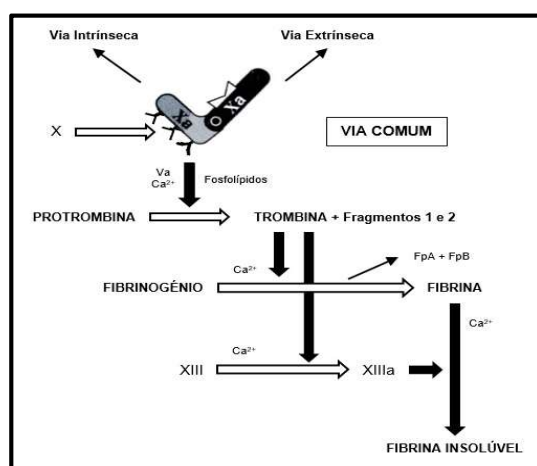 Via Intrínseca
Via Extrínseca
Xa
Xa
X
VIA COMUM
Va
Ca²⁺
Fosfolípidos
PROTROMBINA
TROMBINA + Fragmentos 1 e 2
FpA + FpB
Ca²⁺
FIBRINOGÉNIO
FIBRINA
Ca²⁺
Ca²⁺
XIII
XIIIa
FIBRINA INSOLÚVEL